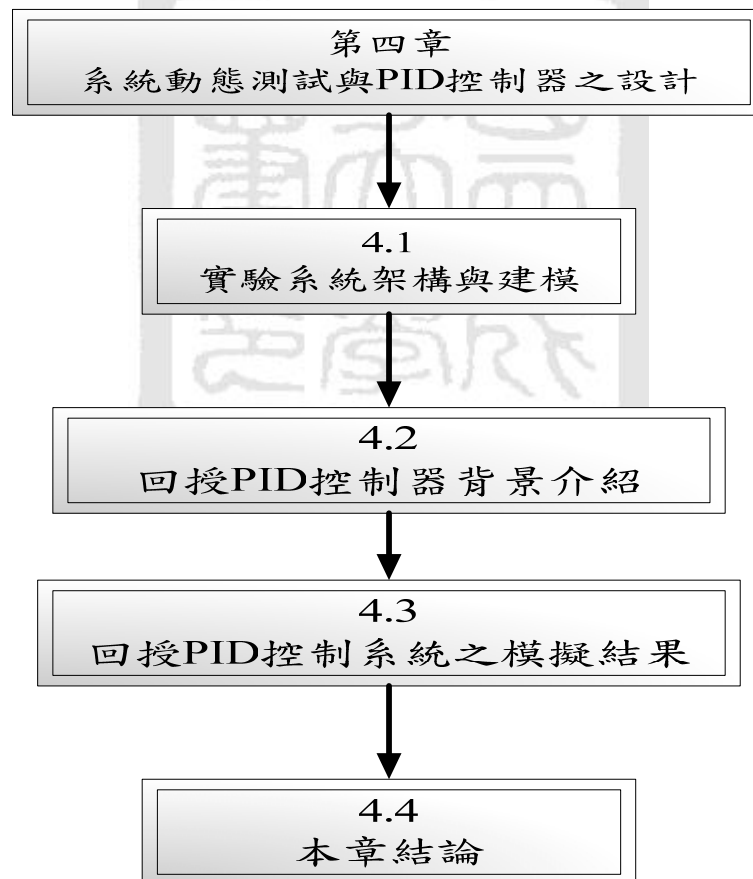 第四章
系統動態測試與PID控制器之設計
4.1
實驗系統架構與建模
4.2
回授PID控制器背景介紹
4.3
回授PID控制系統之模擬結果
4.4
本章結論